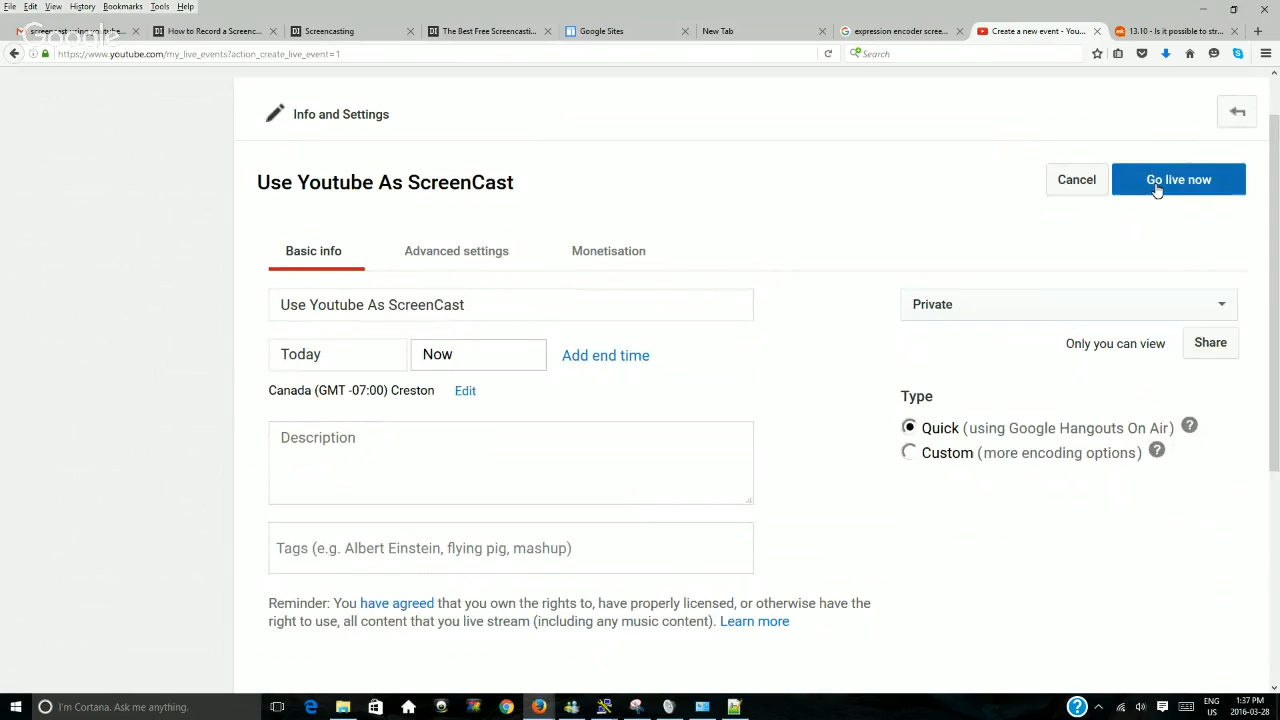 File Edit View History Bookmarks Tools Help
screencast using youtube... How to Record a Screen... Screencasting The Best Free Screencasti... Google Sites New Tab expression encoder scree... Create a new event - You... 13.10 - Is it possible to str...
Google
https://www.youtube.com/my_live_events?action_create_live_event=1 Search
Info and Settings
Use Youtube As ScreenCast Cancel Go live now
Basic info Advanced settings Monetisation
Use Youtube As ScreenCast Private
Today Now Add end time Only you can view Share
Canada (GMT -07:00) Creston Edit
Type
Description Quick (using Google Hangouts On Air) ?
Custom (more encoding options) ?
Tags (e.g. Albert Einstein, flying pig, mashup)
Reminder: You have agreed that you own the rights to, have properly licensed, or otherwise have the
right to use, all content that you live stream (including any music content). Learn more
I'm Cortana. Ask me anything. ENG 1:37 PM
US 2016-03-28